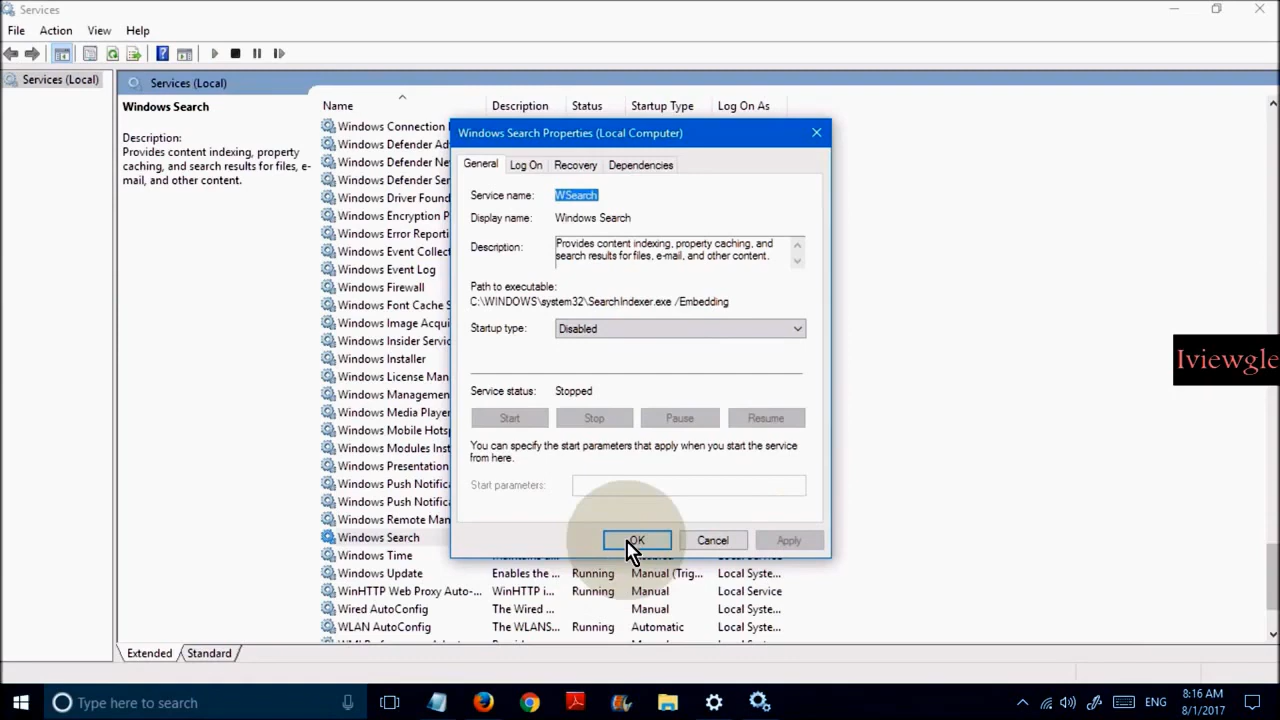 Services
File Action View Help
Services (Local)
Services (Local)
Windows Search
Description:
Provides content indexing, property
caching, and search results for files, e-
mail, and other content.
Name Description Status Startup Type Log On As
Windows Connection
Windows Defender Ad
Windows Defender Net
Windows Defender Ser
Windows Driver Found
Windows Encryption P
Windows Error Reporti
Windows Event Collect
Windows Event Log
Windows Firewall
Windows Font Cache S
Windows Image Acqui
Windows Insider Servic
Windows Installer
Windows License Man
Windows Management
Windows Media Player
Windows Mobile Hots
Windows Modules Inst
Windows Presentation
Windows Push Notifica
Windows Push Notifica
Windows Remote Man
Windows Search
Windows Time
Windows Update Enables the ... Running Manual (Trig... Local Syste...
WinHTTP Web Proxy Auto-... WinHTTP i... Running Manual Local Service
Wired AutoConfig The Wired ... Manual Local Syste...
WLAN AutoConfig The WLANS... Running Automatic Local Syste...
Windows Search Properties (Local Computer)
General Log On Recovery Dependencies
Service name: WSearch
Display name: Windows Search
Description: Provides content indexing, property caching, and
search results for files, e-mail, and other content.
Path to executable:
C:\WINDOWS\system32\SearchIndexer.exe /Embedding
Startup type: Disabled
Service status: Stopped
Start Stop Pause Resume
You can specify the start parameters that apply when you start the service
from here.
Start parameters:
OK Cancel Apply
Extended Standard
Iviewgle
Type here to search
ENG
8:16 AM
8/1/2017